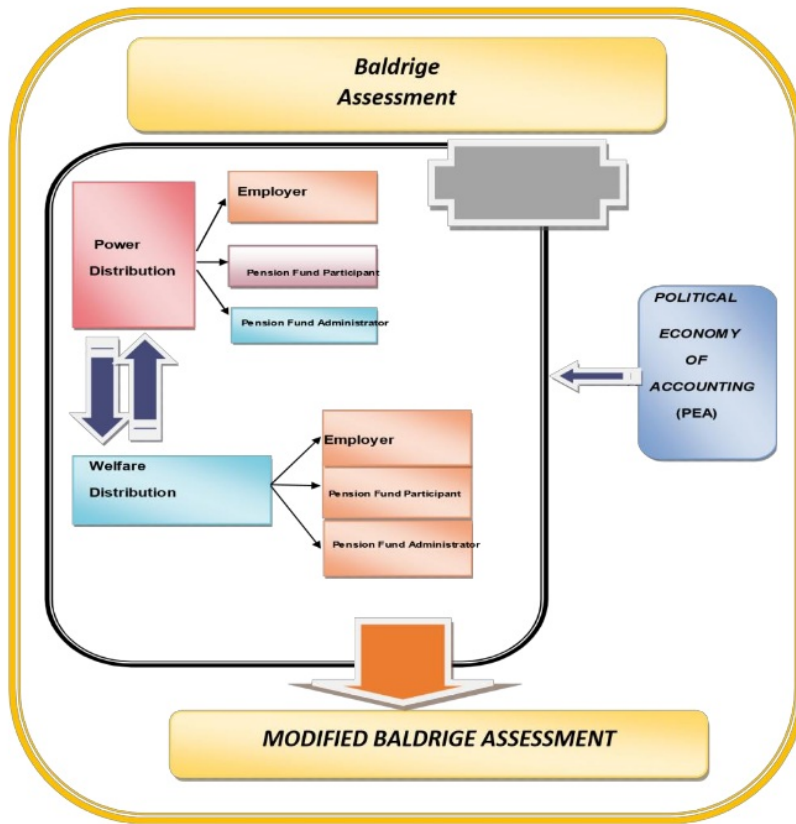 Baldrige
Assessment
Employer
Power
Distribution
Pension Fund Participant
Pension Fund Administrator
POLITICAL
ECONOMY
OF
ACCOUNTING
(PEA)
Welfare
Distribution
Employer
Pension Fund Participant
Pension Fund Administrator
MODIFIED BALDRIGE ASSESSMENT